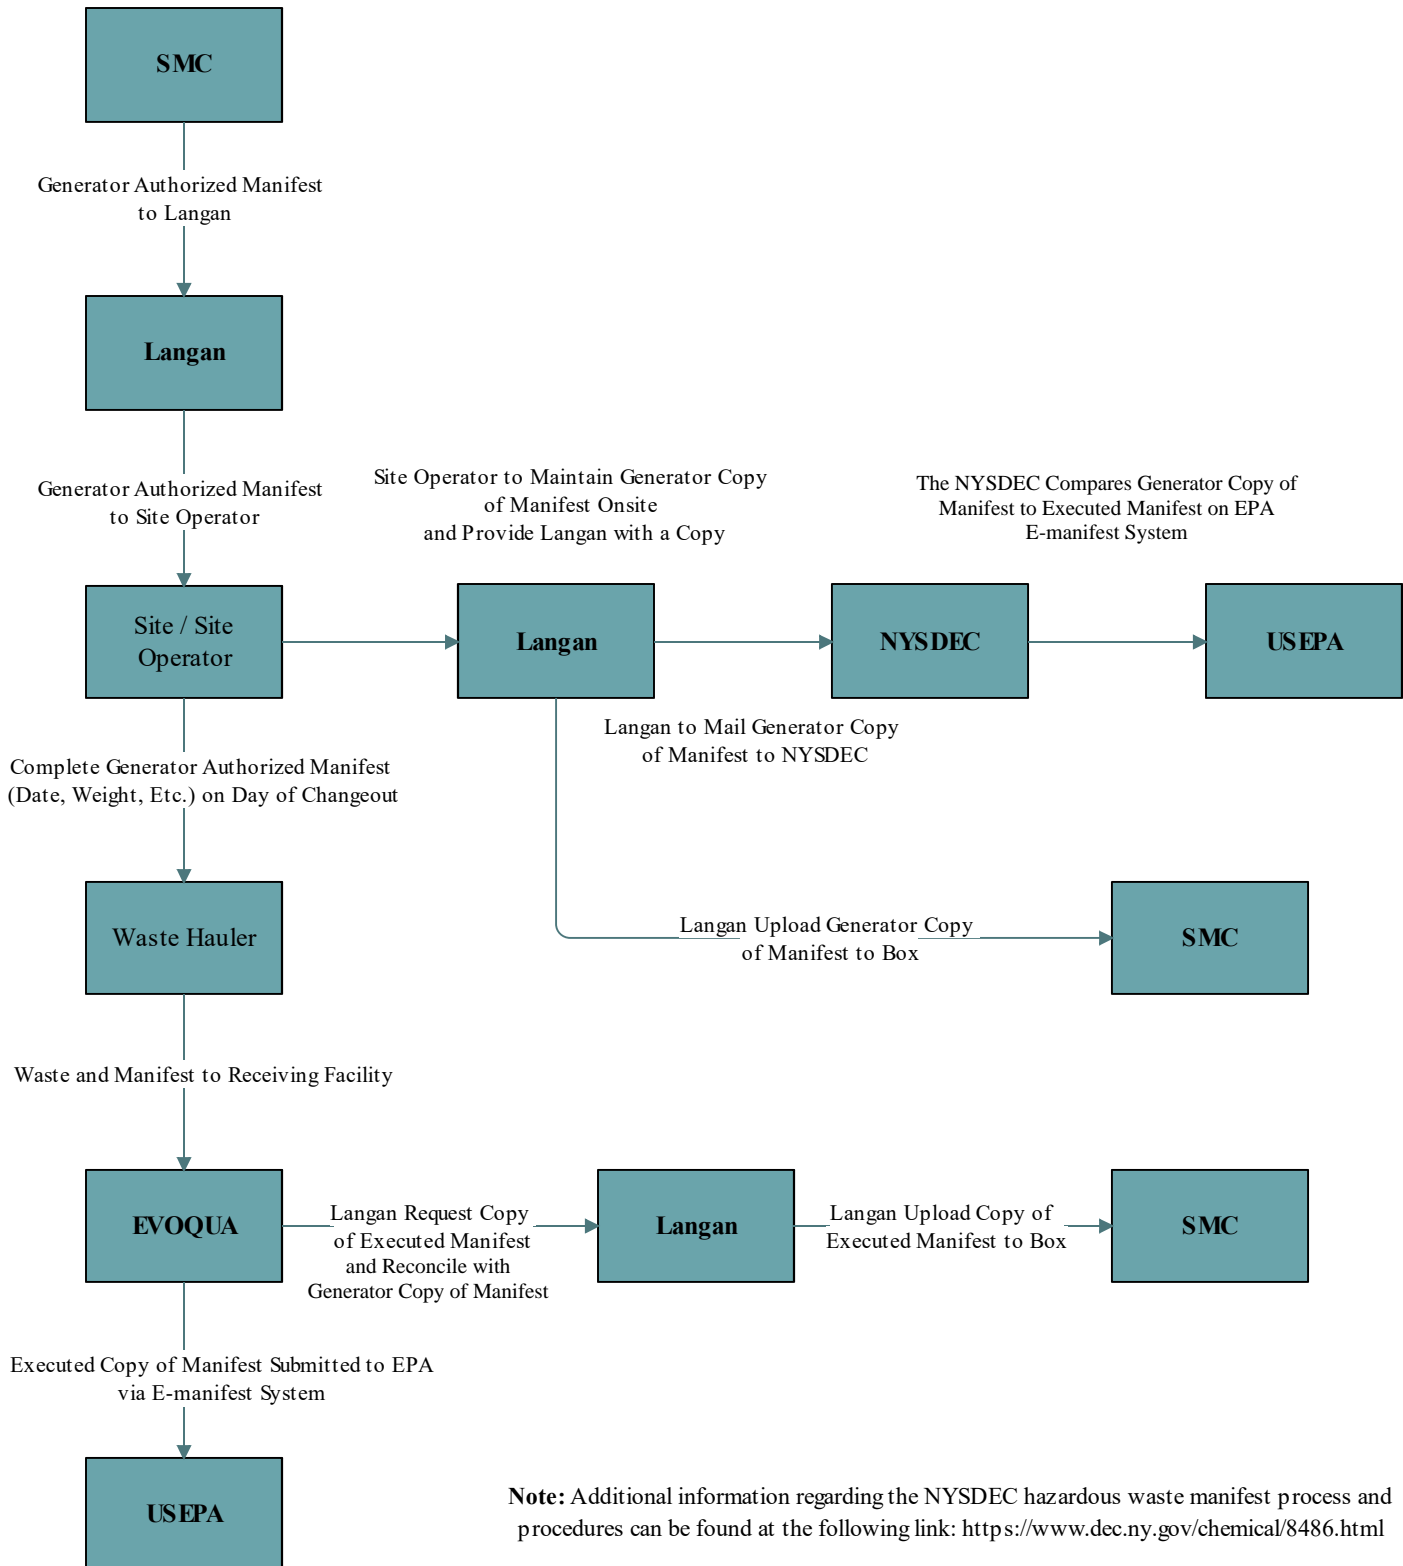 SMC
Generator Authorized Manifest
to Langan
Langan
Generator Authorized Manifest
to Site Operator
Site Operator to Maintain Generator Copy
of Manifest Onsite
and Provide Langan with a Copy
The NYSDEC Compares Generator Copy of
Manifest to Executed Manifest on EPA
E-manifest System
Site / Site
Operator
Langan
NYSDEC
USEPA
Langan to Mail Generator Copy
of Manifest to NYSDEC
Complete Generator Authorized Manifest
(Date, Weight, Etc.) on Day of Changeout
Waste Hauler
Langan Upload Generator Copy
of Manifest to Box
SMC
Waste and Manifest to Receiving Facility
EVOQUA
Langan Request Copy
of Executed Manifest
and Reconcile with
Generator Copy of Manifest
Langan
Langan Upload Copy of
Executed Manifest to Box
SMC
Executed Copy of Manifest Submitted to EPA
via E-manifest System
USEPA
Note: Additional information regarding the NYSDEC hazardous waste manifest process and
procedures can be found at the following link: https://www.dec.ny.gov/chemical/8486.html